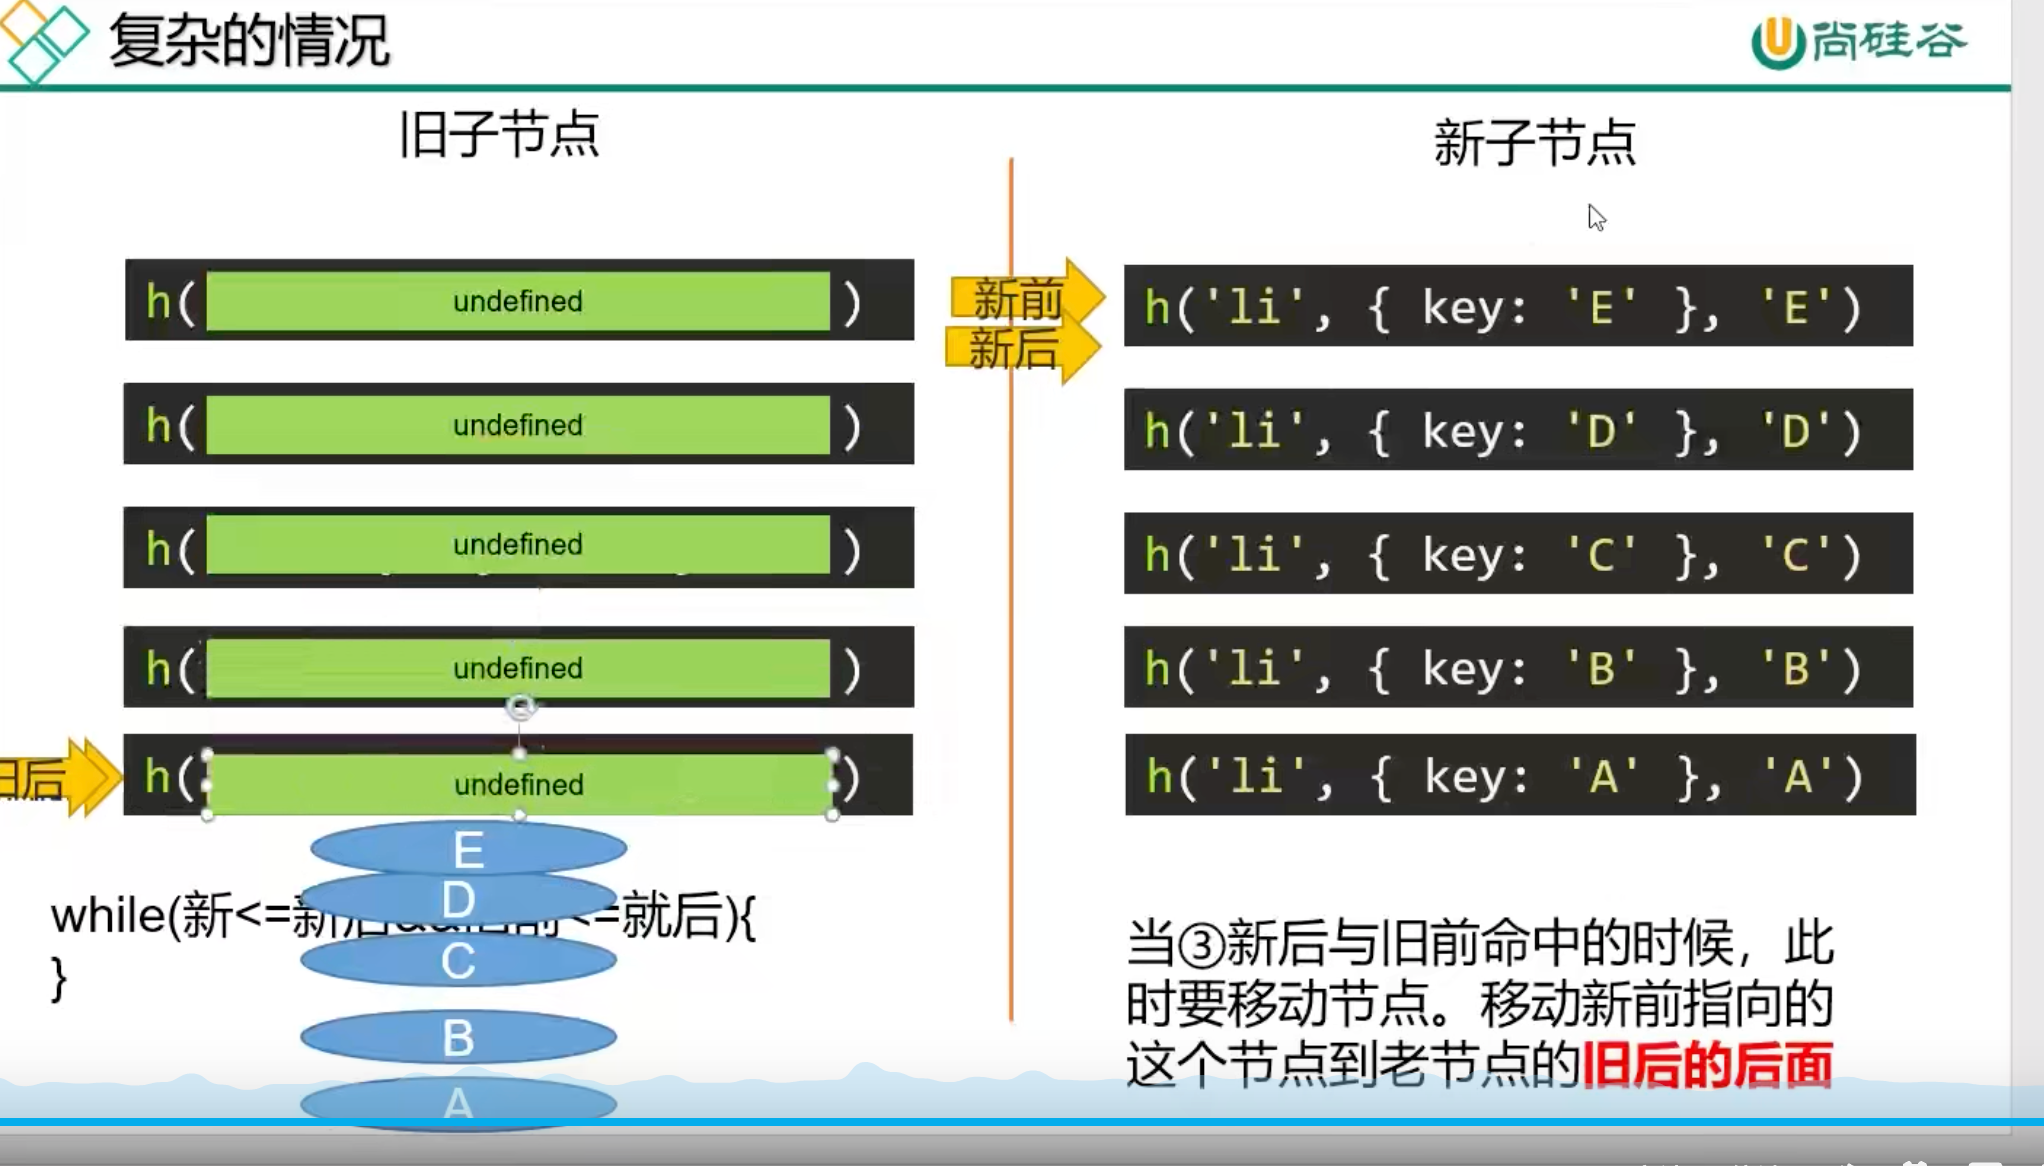 复杂的情况
尚硅谷
旧子节点
新子节点
h( undefined )
h( undefined )
h( undefined )
h( undefined )
旧后 h( undefined )
E
D
C
B
A
while(新<=新后&&旧前<=就后){
}
新前
新后
h('li', { key: 'E' }, 'E')
h('li', { key: 'D' }, 'D')
h('li', { key: 'C' }, 'C')
h('li', { key: 'B' }, 'B')
h('li', { key: 'A' }, 'A')
当③新后与旧前命中的时候，此
时要移动节点。移动新前指向的
这个节点到老节点的旧后的后面